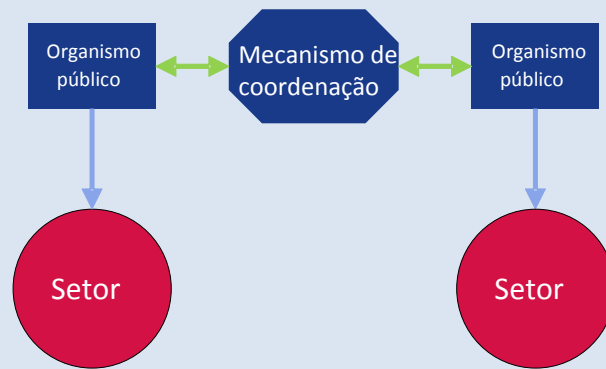 Organismo
público
Mecanismo de
coordenação
Organismo
público
Setor
Setor